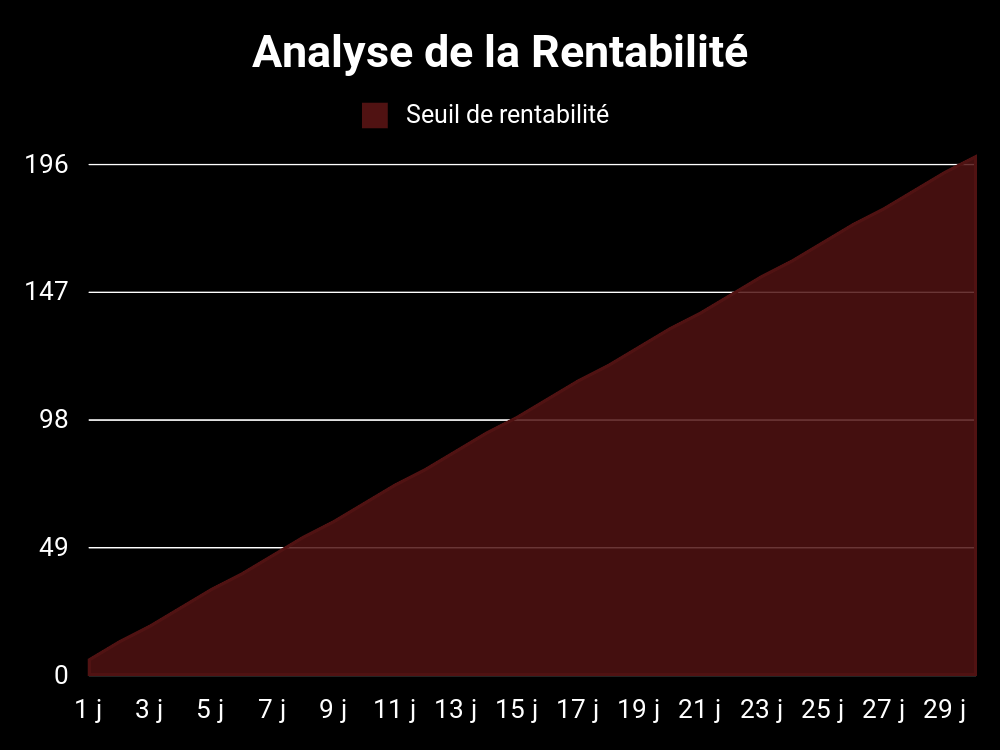 Analyse de la Rentabilité
Seuil de rentabilité
196
147
98
49
0
1 j 3 j 5 j 7 j 9 j 11 j 13 j 15 j 17 j 19 j 21 j 23 j 25 j 27 j 29 j